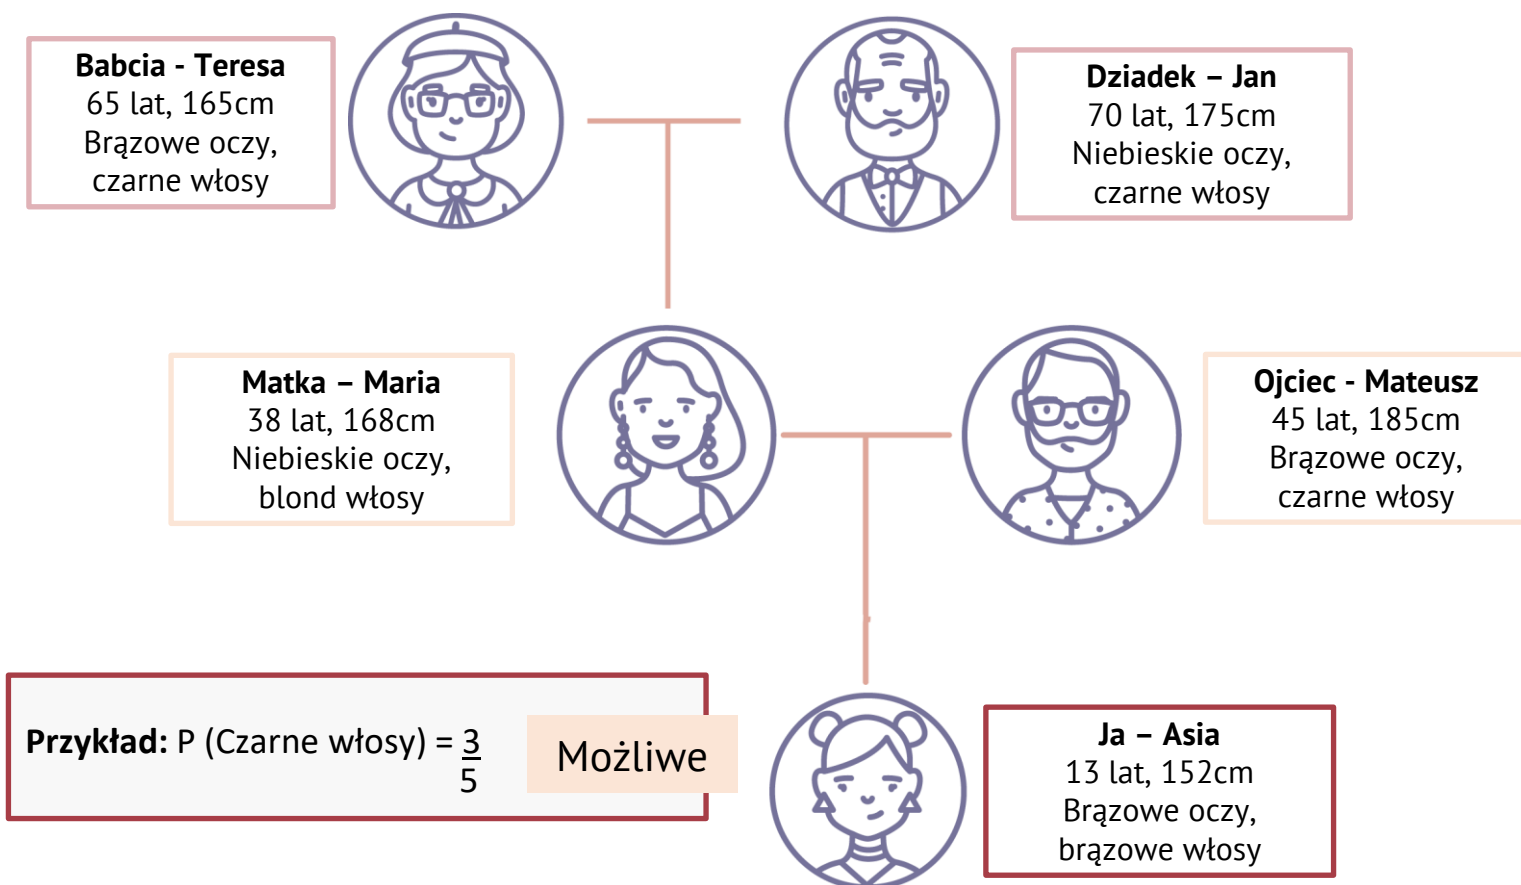 Babcia - Teresa
65 lat, 165cm
Brązowe oczy,
czarne włosy
Dziadek – Jan
70 lat, 175cm
Niebieskie oczy,
czarne włosy
Matka – Maria
38 lat, 168cm
Niebieskie oczy,
blond włosy
Ojciec - Mateusz
45 lat, 185cm
Brązowe oczy,
czarne włosy
Przykład: P (Czarne włosy) = 3
5
Możliwe
Ja – Asia
13 lat, 152cm
Brązowe oczy,
brązowe włosy